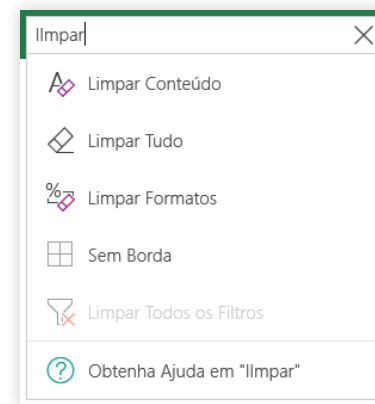 lImpar
Limpar Conteúdo
Limpar Tudo
Limpar Formatos
Sem Borda
Limpar Todos os Filtros
Obtenha Ajuda em "lImpar"